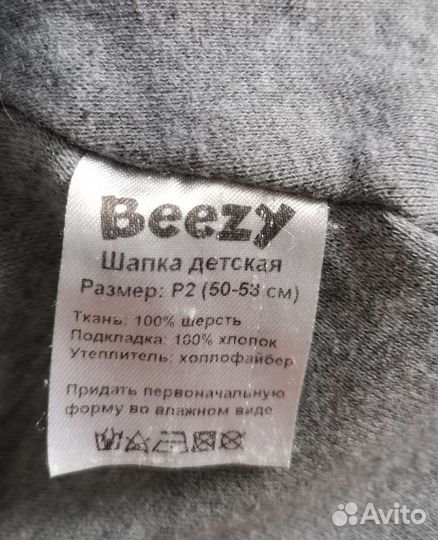 Beezy
Шапка детская
Размер: Р2 (50-53 см)
Ткань: 100% шерсть
Подкладка: 100% хлопок
Утеплитель: холлофайбер
Придать первоначальную
форму во влажном виде
Avito